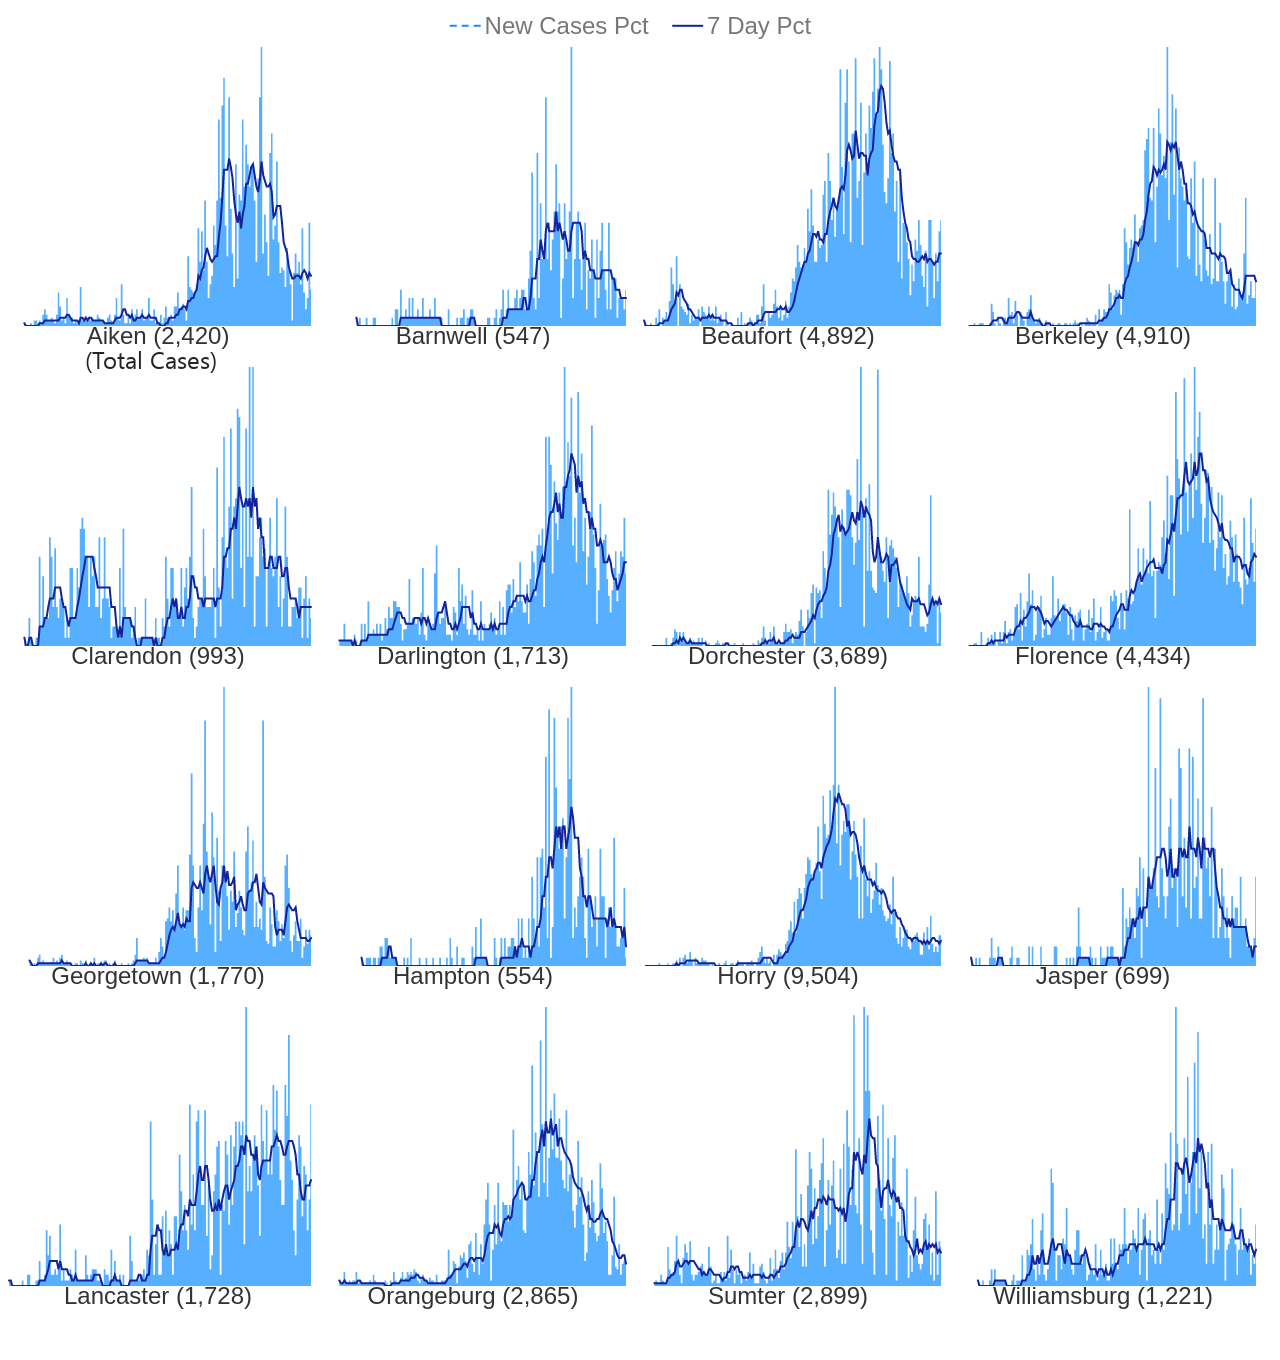 New Cases Pct 7 Day Pct
Aiken (2,420) Barnwell (547) Beaufort (4,892) Berkeley (4,910)
(Total Cases)
Clarendon (993) Darlington (1,713) Dorchester (3,689) Florence (4,434)
Georgetown (1,770) Hampton (554) Horry (9,504) Jasper (699)
Lancaster (1,728) Orangeburg (2,865) Sumter (2,899) Williamsburg (1,221)